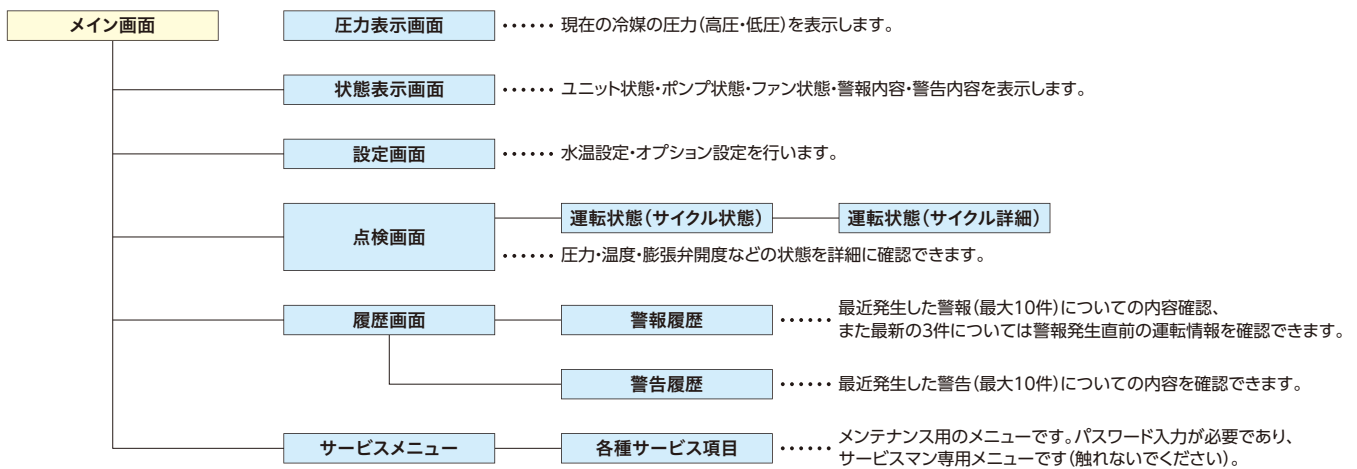 メイン画面
圧力表示画面 ‥‥‥ 現在の冷媒の圧力(高圧・低圧)を表示します。
状態表示画面 ‥‥‥ ユニット状態・ポンプ状態・ファン状態・警報内容・警告内容を表示します。
設定画面 ‥‥‥ 水温設定・オプション設定を行います。
点検画面
運転状態(サイクル状態)
運転状態(サイクル詳細)
‥‥‥ 圧力・温度・膨張弁開度などの状態を詳細に確認できます。
履歴画面
警報履歴 ‥‥‥ 最近発生した警報(最大10件)についての内容確認、
また最新の3件については警報発生直前の運転情報を確認できます。
警告履歴 ‥‥‥ 最近発生した警告(最大10件)についての内容を確認できます。
サービスメニュー
各種サービス項目 ‥‥‥ メンテナンス用のメニューです。パスワード入力が必要であり、
サービスマン専用メニューです(触れないでください)。